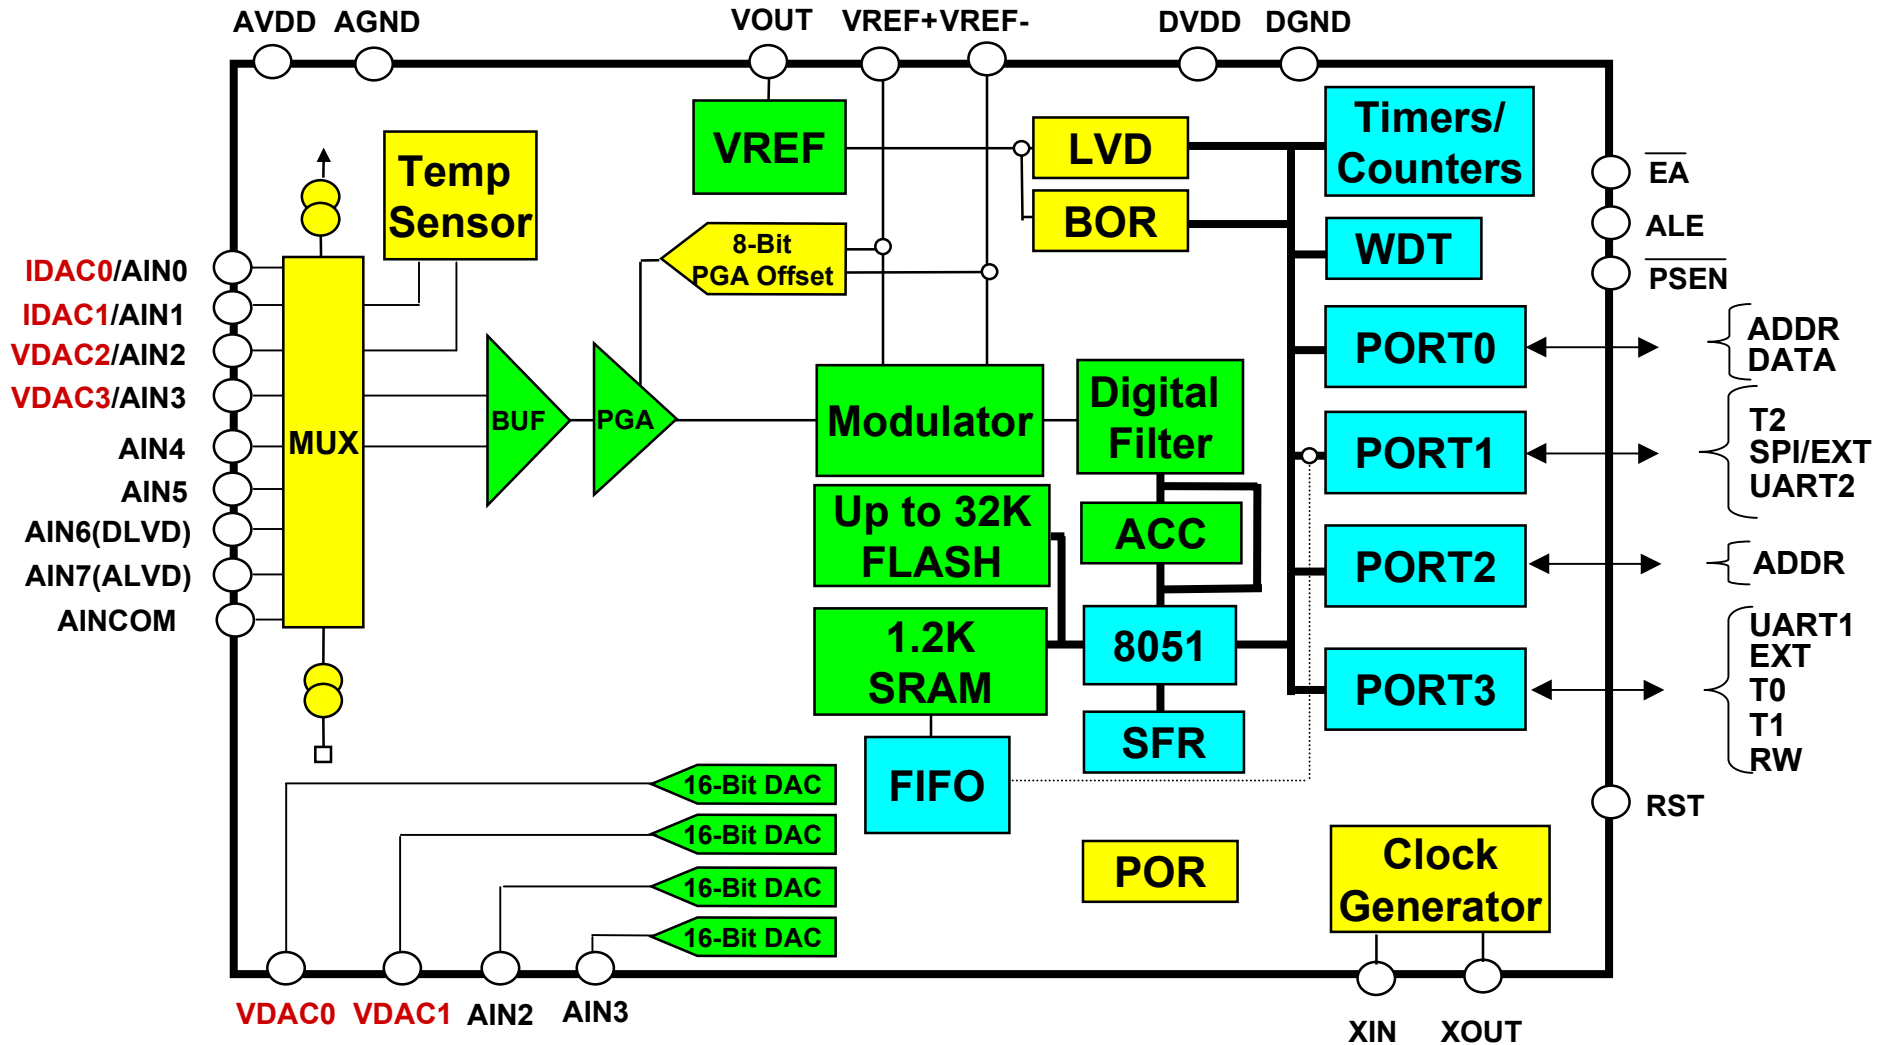 AVDD AGND VOUT VREF+ VREF- DVDD DGND
Timers/
Counters
VREF
LVD
Temp
Sensor
BOR
EA
ALE
PSEN
8-Bit
PGA Offset
WDT
IDAC0/AIN0
IDAC1/AIN1
VDAC2/AIN2
VDAC3/AIN3
AIN4
AIN5
AIN6(DLVD)
AIN7(ALVD)
AINCOM
MUX
BUF
PGA
Modulator
Digital
Filter
PORT0
ADDR
DATA
PORT1
T2
SPI/EXT
UART2
Up to 32K
FLASH
ACC
PORT2
ADDR
1.2K
SRAM
8051
PORT3
UART1
EXT
T0
T1
RW
SFR
FIFO
RST
16-Bit DAC
16-Bit DAC
16-Bit DAC
16-Bit DAC
POR
Clock
Generator
VDAC0 VDAC1 AIN2 AIN3
XIN XOUT